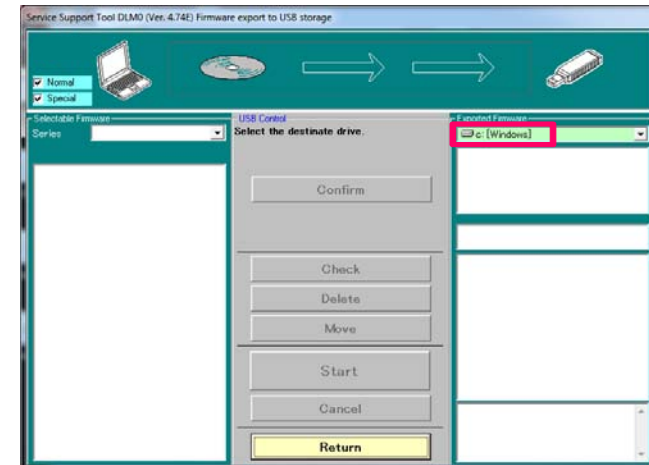 Service Support Tool DLM0 (Ver. 4.74E) Firmware export to USB storage
Normal
Special
Selectable Firmware
Series
USB Control
Select the destinate drive.
Confirm
Check
Delete
Move
Start
Cancel
Return
Exported Firmware
c: [Windows]